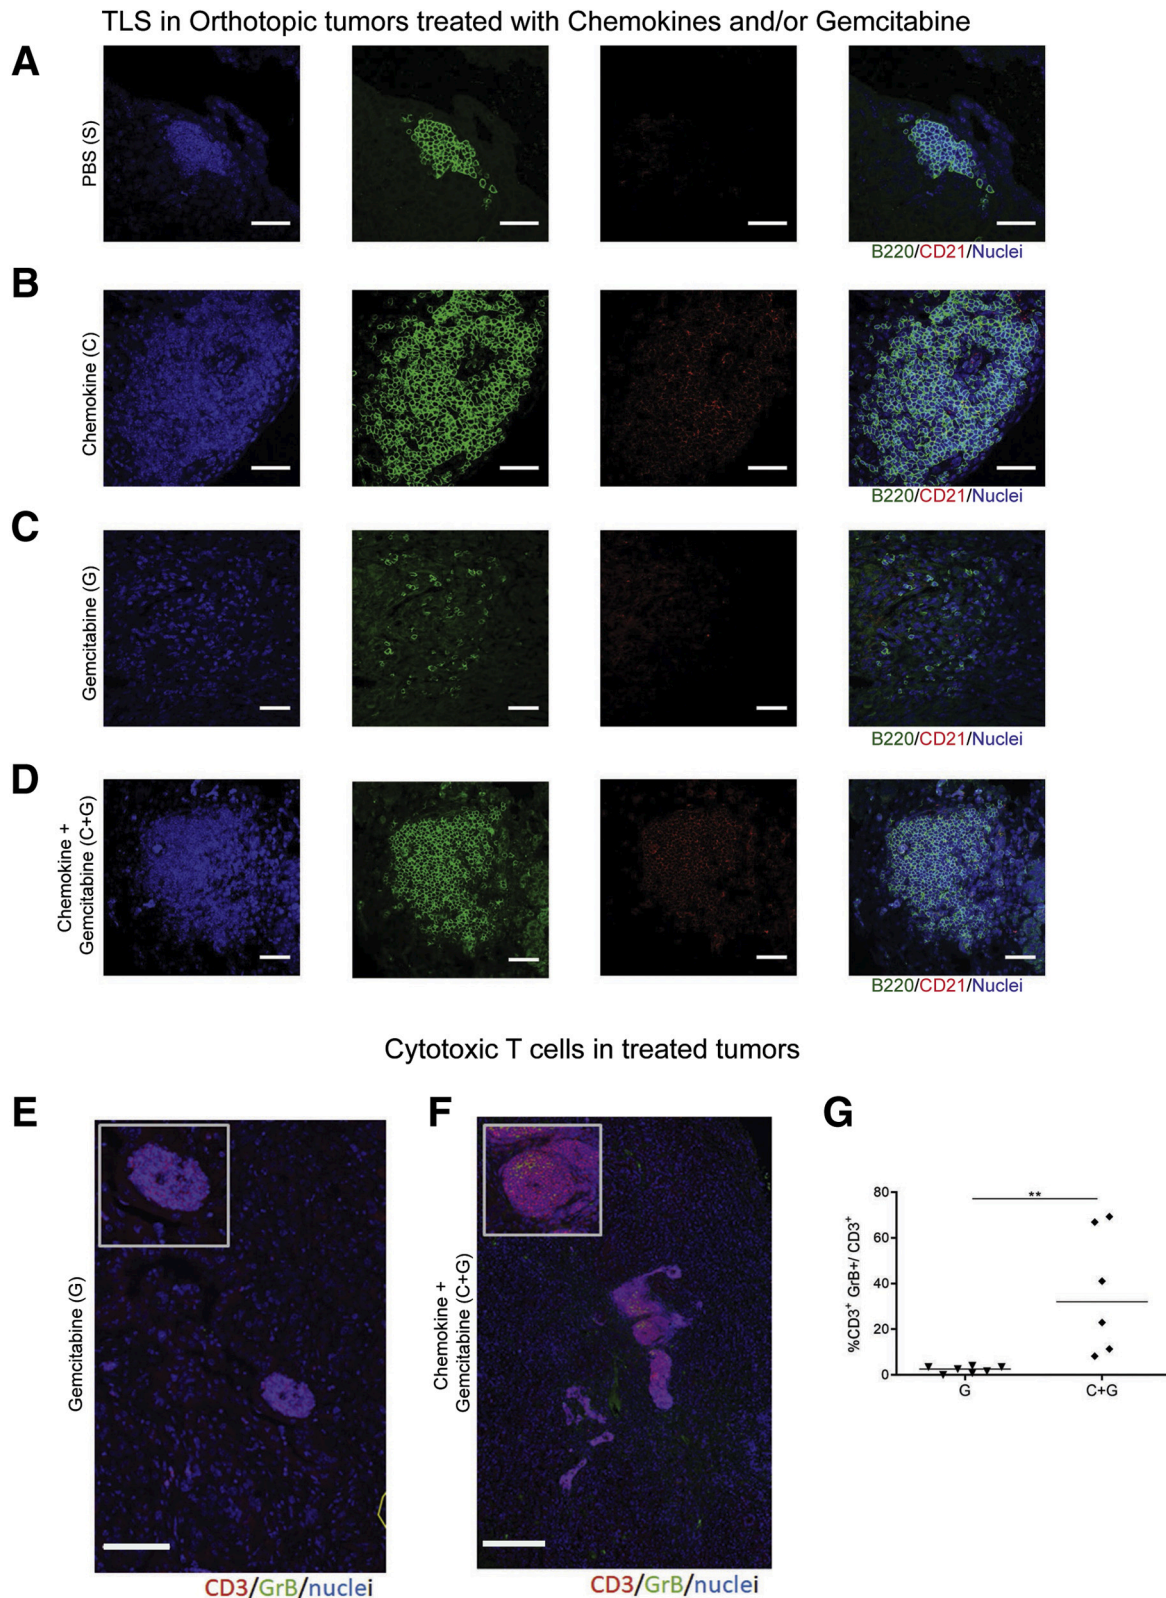 TLS in Orthotopic tumors treated with Chemokines and/or Gemcitabine
A
PBS (S)
B220/CD21/Nuclei
B
Chemokine (C)
B220/CD21/Nuclei
C
Gemcitabine (G)
B220/CD21/Nuclei
D
Chemokine +
Gemcitabine (C+G)
B220/CD21/Nuclei
Cytotoxic T cells in treated tumors
E
Gemcitabine (G)
CD3/GrB/nuclei
F
Chemokine +
Gemcitabine (C+G)
CD3/GrB/nuclei
G
%CD3+ GrB+/ CD3+
80
60
40
20
0
**
G
C+G